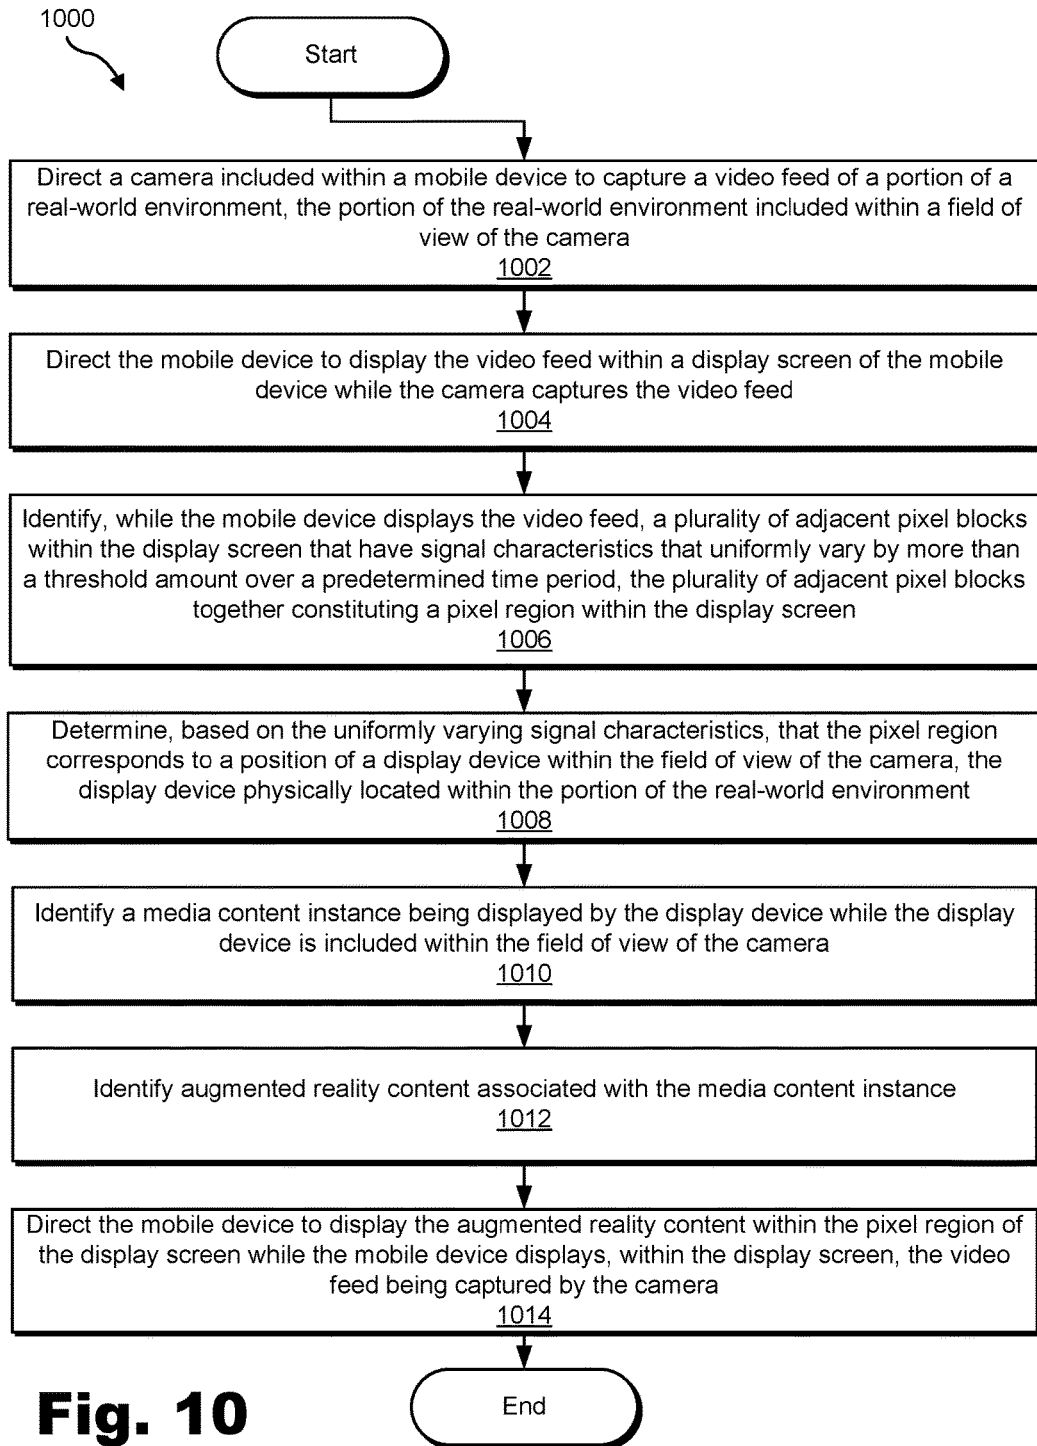 1000
Start
Direct a camera included within a mobile device to capture a video feed of a portion of a
real-world environment, the portion of the real-world environment included within a field of
view of the camera
1002
Direct the mobile device to display the video feed within a display screen of the mobile
device while the camera captures the video feed
1004
Identify, while the mobile device displays the video feed, a plurality of adjacent pixel blocks
within the display screen that have signal characteristics that uniformly vary by more than
a threshold amount over a predetermined time period, the plurality of adjacent pixel blocks
together constituting a pixel region within the display screen
1006
Determine, based on the uniformly varying signal characteristics, that the pixel region
corresponds to a position of a display device within the field of view of the camera, the
display device physically located within the portion of the real-world environment
1008
Identify a media content instance being displayed by the display device while the display
device is included within the field of view of the camera
1010
Identify augmented reality content associated with the media content instance
1012
Direct the mobile device to display the augmented reality content within the pixel region of
the display screen while the mobile device displays, within the display screen, the video
feed being captured by the camera
1014
End
Fig. 10